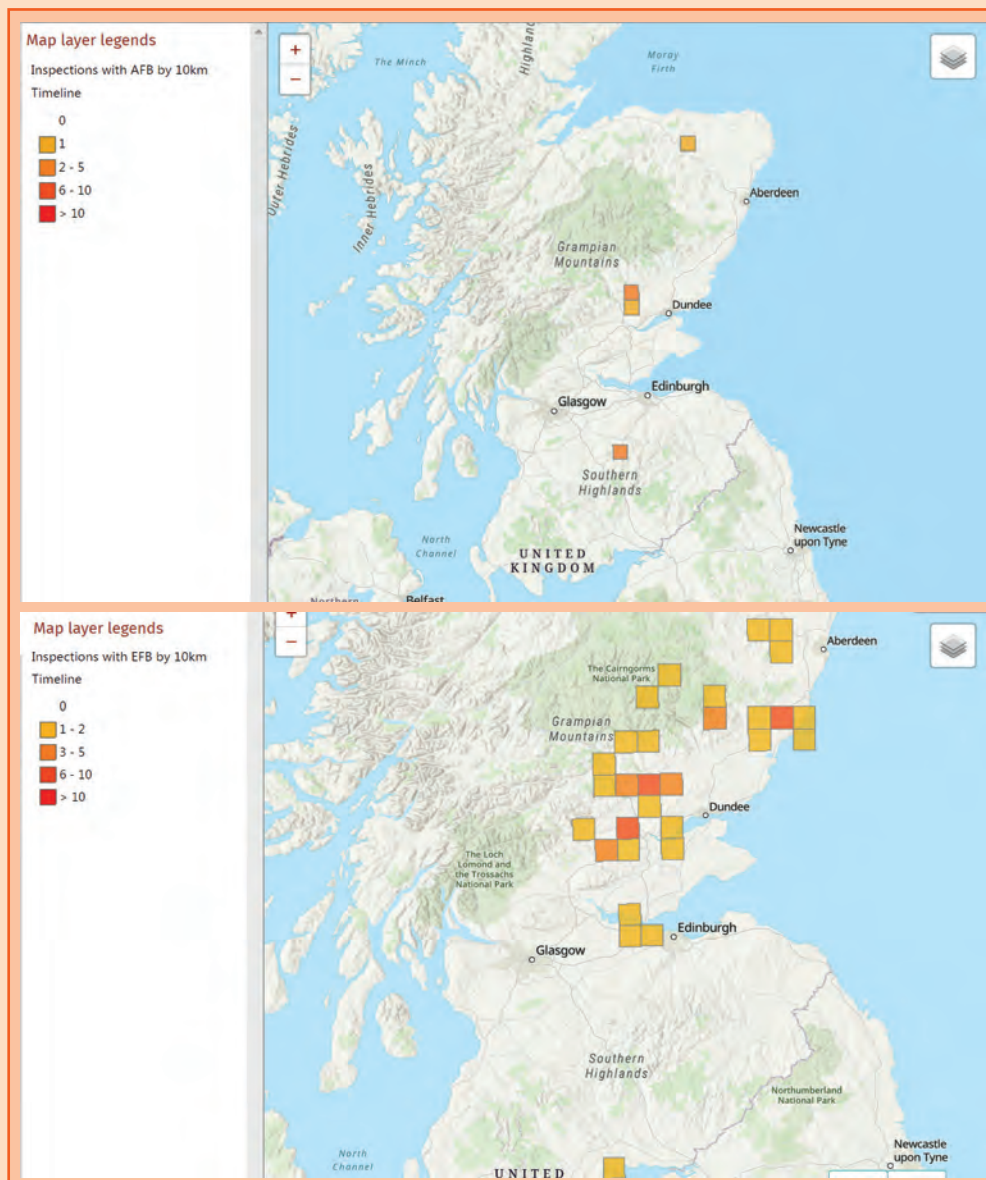 Map layer legends
Inspections with AFB by 10km
Timeline
0
1
2 - 5
6 - 10
> 10
+
−
The Minch
Highland
Moray
Firth
Outer Hebrides
Inner Hebrides
Aberdeen
Grampian
Mountains
Dundee
Edinburgh
Glasgow
Southern
Highlands
North
Channel
UNITED
KINGDOM
Newcastle
upon Tyne
Northern
Belfast
Map layer legends
Inspections with EFB by 10km
Timeline
0
1 - 2
3 - 5
6 - 10
> 10
+
−
Aberdeen
The Cairngorms
National Park
Grampian
Mountains
Dundee
The Loch
Lomond and
the Trossachs
National Park
Edinburgh
Glasgow
Southern
Highlands
Northumberland
National Park
North
Channel
UNITED
Newcastle
upon Tyne